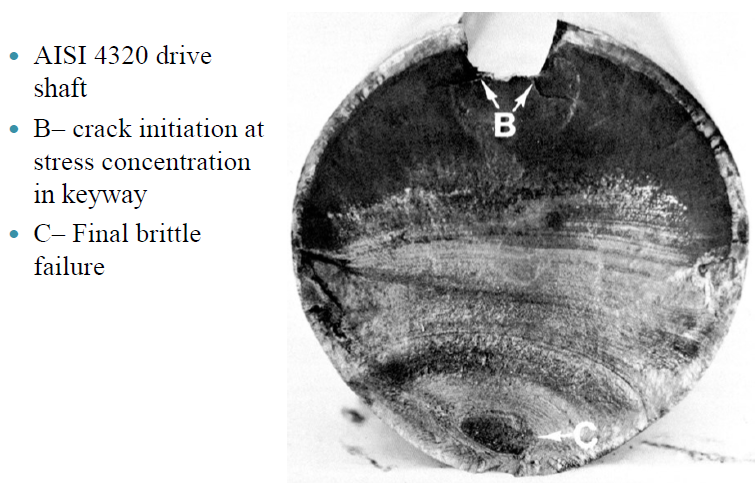 AISI 4320 drive
shaft
B– crack initiation at
stress concentration
in keyway
C– Final brittle
failure
B
C